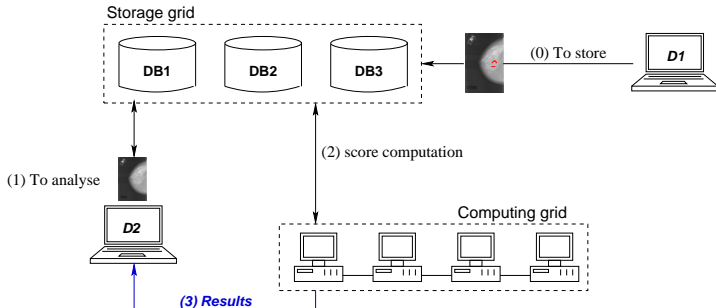 Storage grid
DB1
DB2
DB3
(0) To store
D1
(2) score computation
(1) To analyse
D2
Computing grid
(3) Results